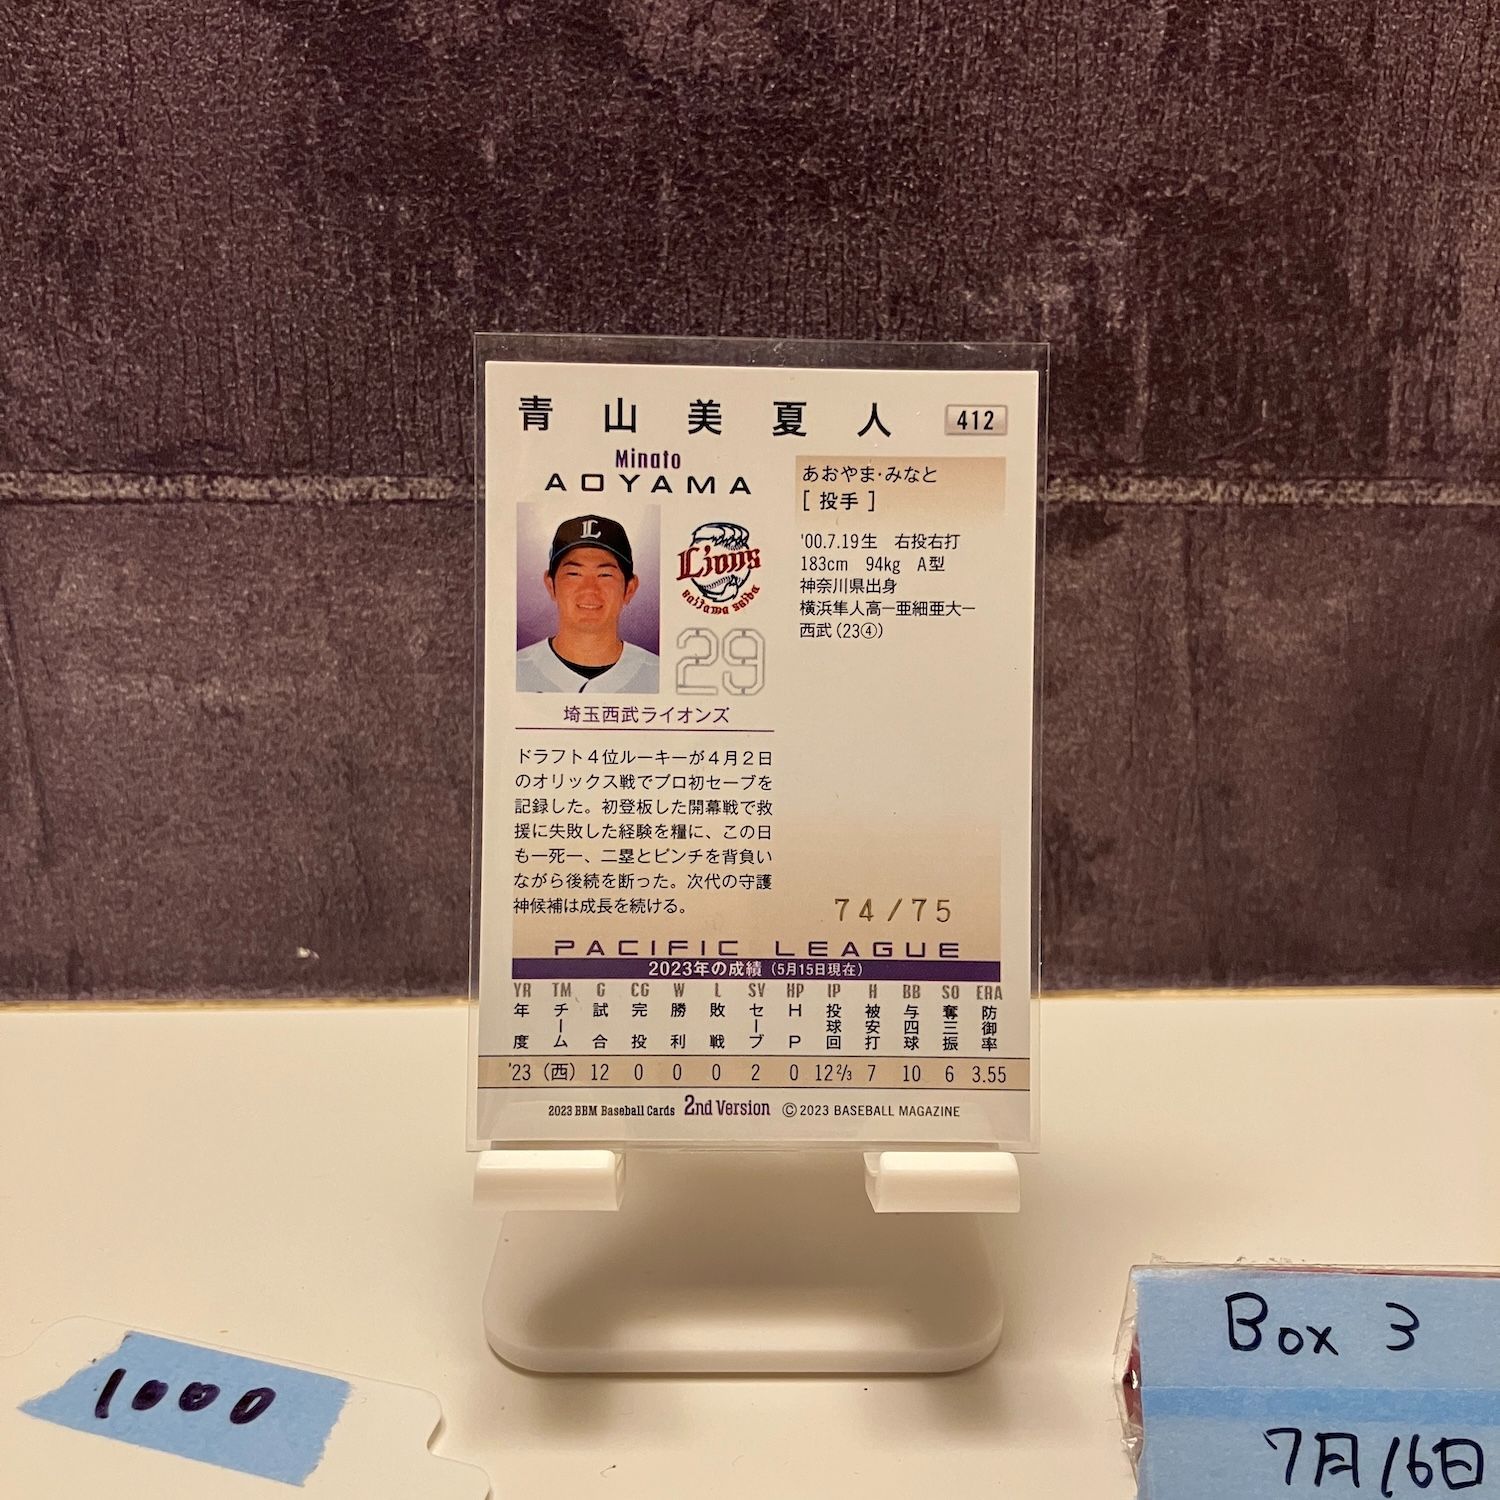 青山美夏人 412
Minato
AOYAMA
あおやま・みなと
[ 投手 ]
'00.7.19生 右投右打
183cm 94kg A型
神奈川県出身
横浜隼人高ー亜細亜大ー
西武(23④)
L
Lions
saitama seibu
29
埼玉西武ライオンズ
ドラフト4位ルーキーが4月2日
のオリックス戦でプロ初セーブを
記録した。初登板した開幕戦で救
援に失敗した経験を糧に、この日
も一死一、二塁とピンチを背負い
ながら後続を断った。次代の守護
神候補は成長を続ける。
74/75
PACIFIC LEAGUE
2023年の成績(5月15日現在)
YR TM G CG W L SV HP IP H BB SO ERA
年度 チーム 試合 完投 勝利 敗戦 セーブ HP 投球回 被安打 与四球 奪三振 防御率
'23 (西) 12 0 0 0 2 0 12 2/3 7 10 6 3.55
2023 BBM Baseball Cards 2nd Version ©2023 BASEBALL MAGAZINE
1000
Box 3
7月16日